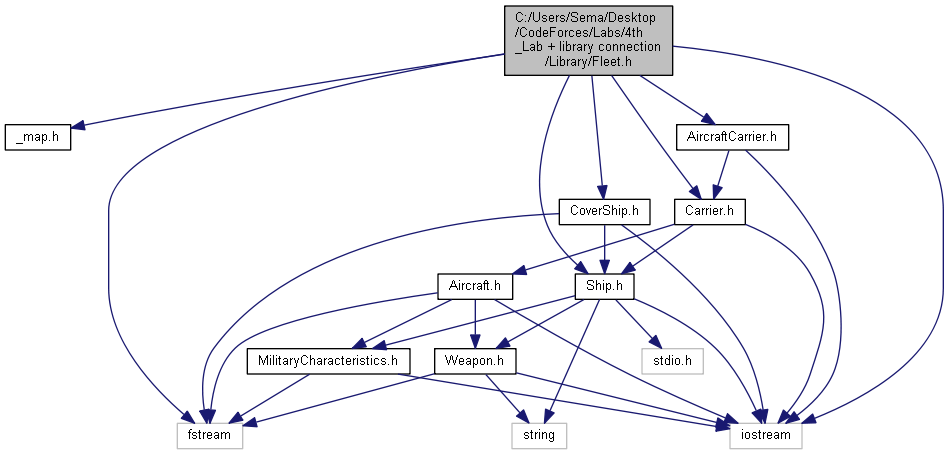 C:/Users/Sema/Desktop
/CodeForces/Labs/4th
_Lab + library connection
/Library/Fleet.h
_map.h
AircraftCarrier.h
CoverShip.h
Carrier.h
Aircraft.h
Ship.h
MilitaryCharacteristics.h
Weapon.h
stdio.h
fstream
string
iostream